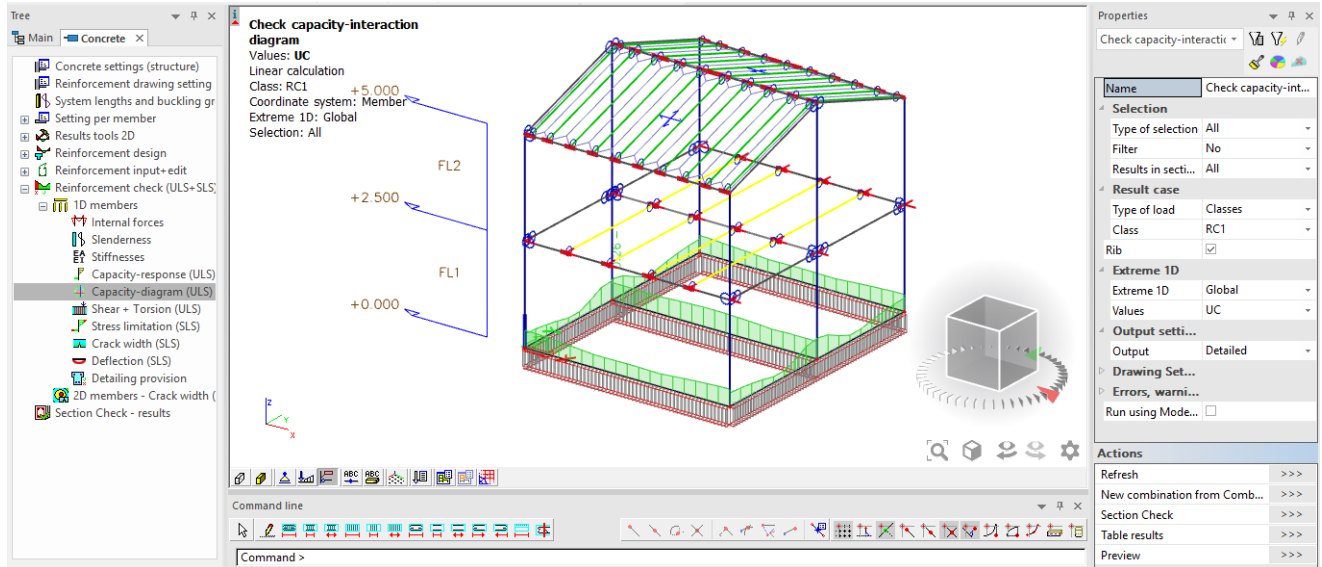 Tree
Main
Concrete
Concrete settings (structure)
Reinforcement drawing setting
System lengths and buckling gr
Setting per member
Results tools 2D
Reinforcement design
Reinforcement input+edit
Reinforcement check (ULS+SLS)
1D members
Internal forces
Slenderness
Stiffnesses
Capacity-response (ULS)
Capacity-diagram (ULS)
Shear + Torsion (ULS)
Stress limitation (SLS)
Crack width (SLS)
Deflection (SLS)
Detailing provision
2D members - Crack width (
Section Check - results
Check capacity-interaction
diagram
Values: UC
Linear calculation
Class: RC1
Coordinate system: Member
Extreme 1D: Global
Selection: All
+5.000
FL2
+2.500
FL1
+0.000
z
y
x
ABC
ABC
Command line
Command >
Properties
Check capacity-interactic
Name Check capacity-int...
Selection
Type of selection All
Filter No
Results in secti... All
Result case
Type of load Classes
Class RC1
Rib
Extreme 1D
Extreme 1D Global
Values UC
Output setti...
Output Detailed
Drawing Set...
Errors, warni...
Run using Mode...
Actions
Refresh >>>
New combination from Comb... >>>
Section Check >>>
Table results >>>
Preview >>>